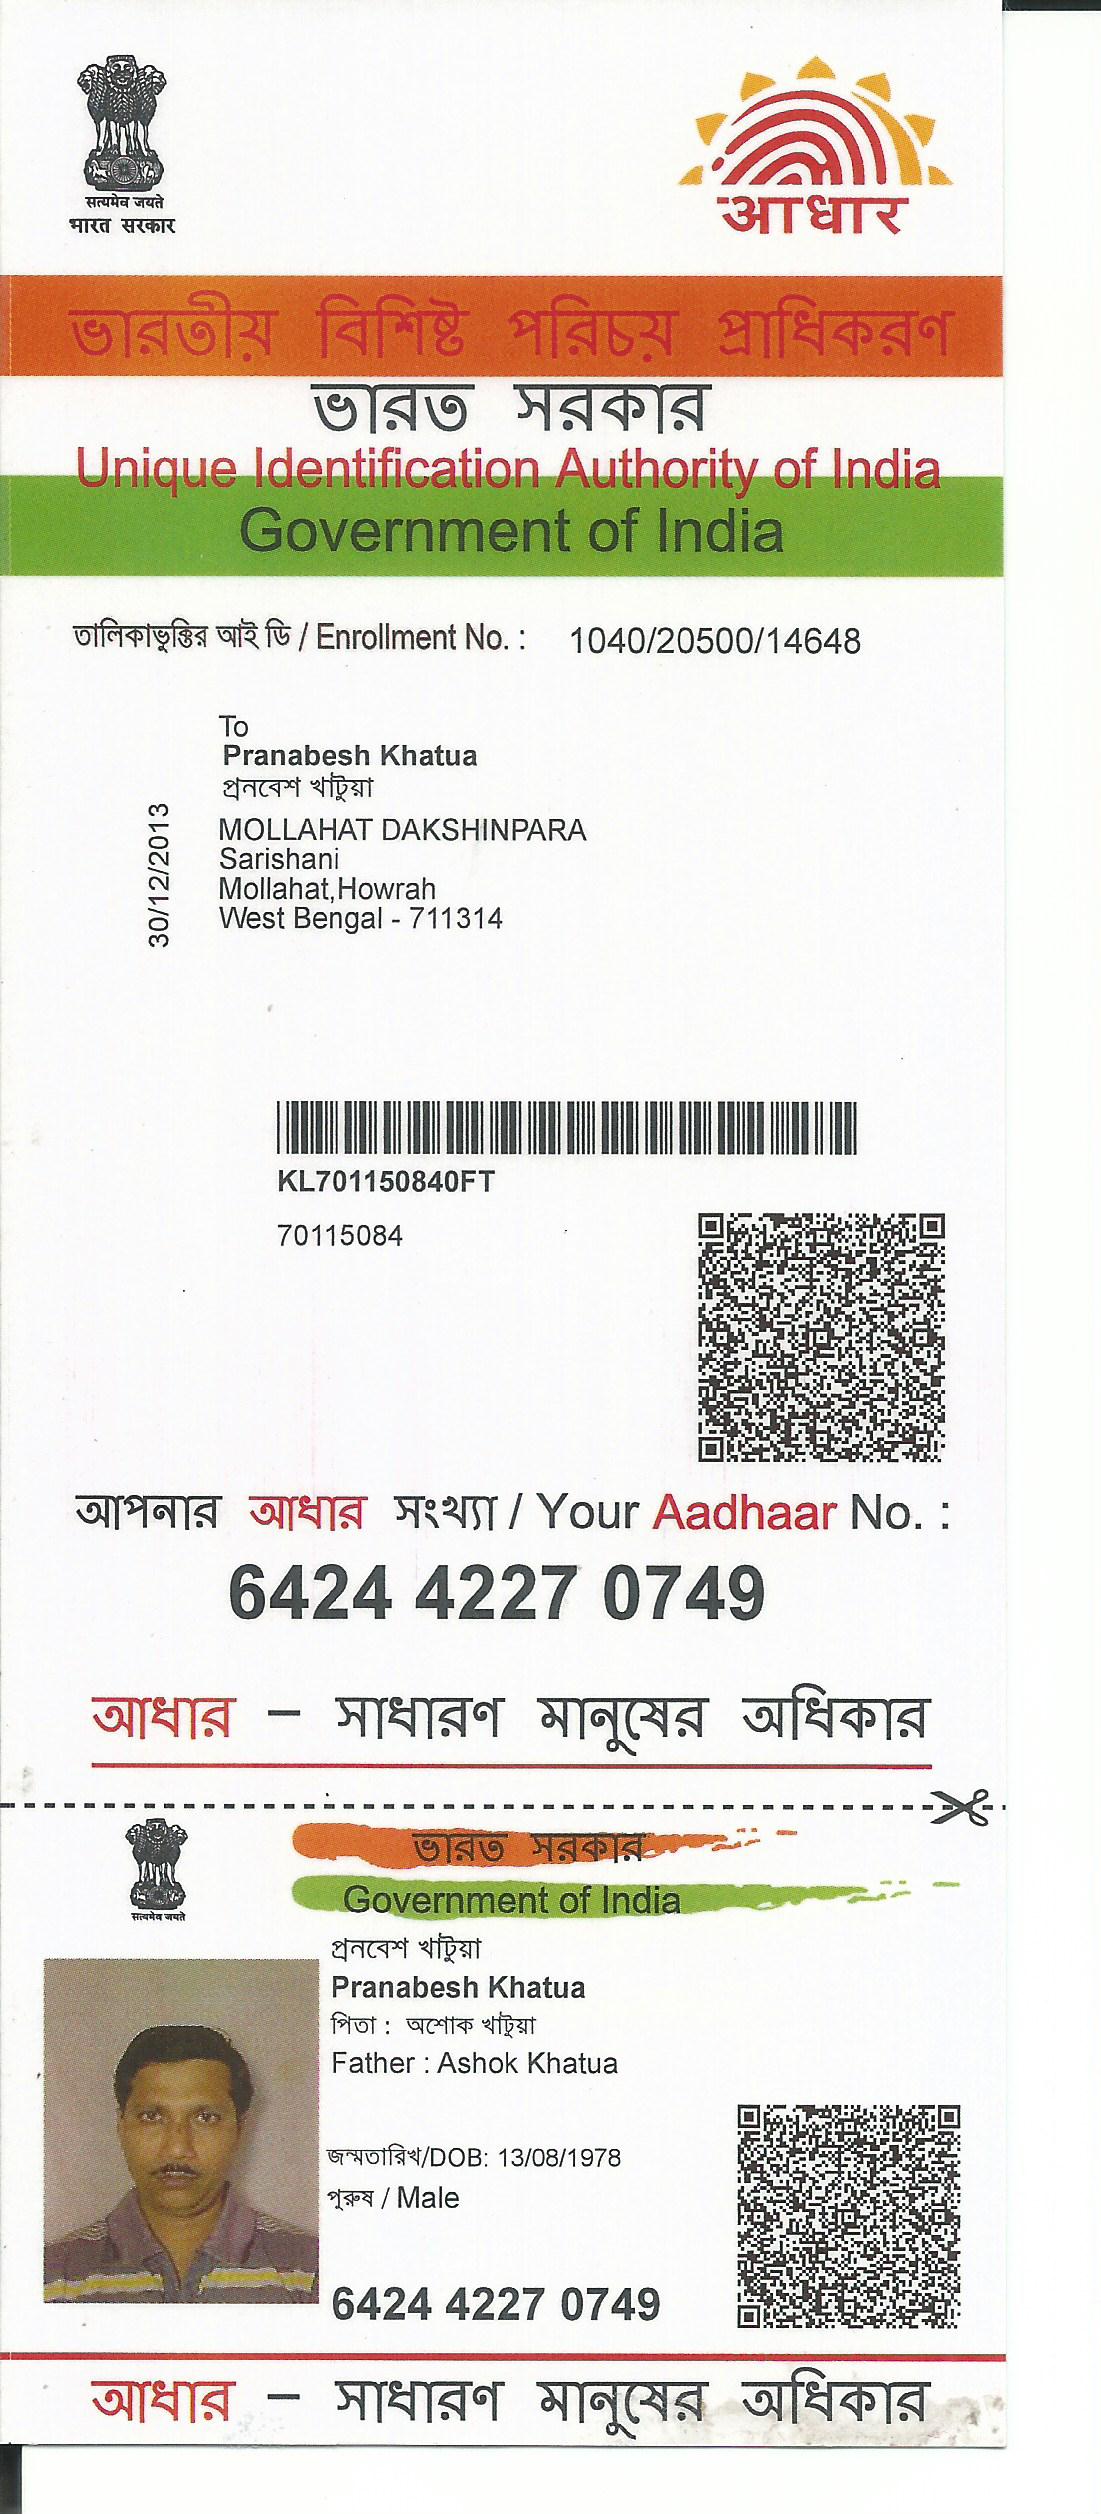 सत्यमेव जयते
भारत सरकार
आधार
ভারতীয় বিশিষ্ট পরিচয় প্রাধিকরণ
ভারত সরকার
Unique Identification Authority of India
Government of India
তালিকাভুক্তির আই ডি / Enrollment No. : 1040/20500/14648
To
Pranabesh Khatua
প্রনবেশ খাটুয়া
MOLLAHAT DAKSHINPARA
Sarishani
Mollahat,Howrah
West Bengal - 711314
30/12/2013
KL701150840FT
70115084
আপনার আধার সংখ্যা / Your Aadhaar No. :
6424 4227 0749
আধার – সাধারণ মানুষের অধিকার
सत्यमेव जयते
ভারত সরকার
Government of India
প্রনবেশ খাটুয়া
Pranabesh Khatua
পিতা : অশোক খাটুয়া
Father : Ashok Khatua
জন্মতারিখ/DOB: 13/08/1978
পুরুষ / Male
6424 4227 0749
আধার – সাধারণ মানুষের অধিকার